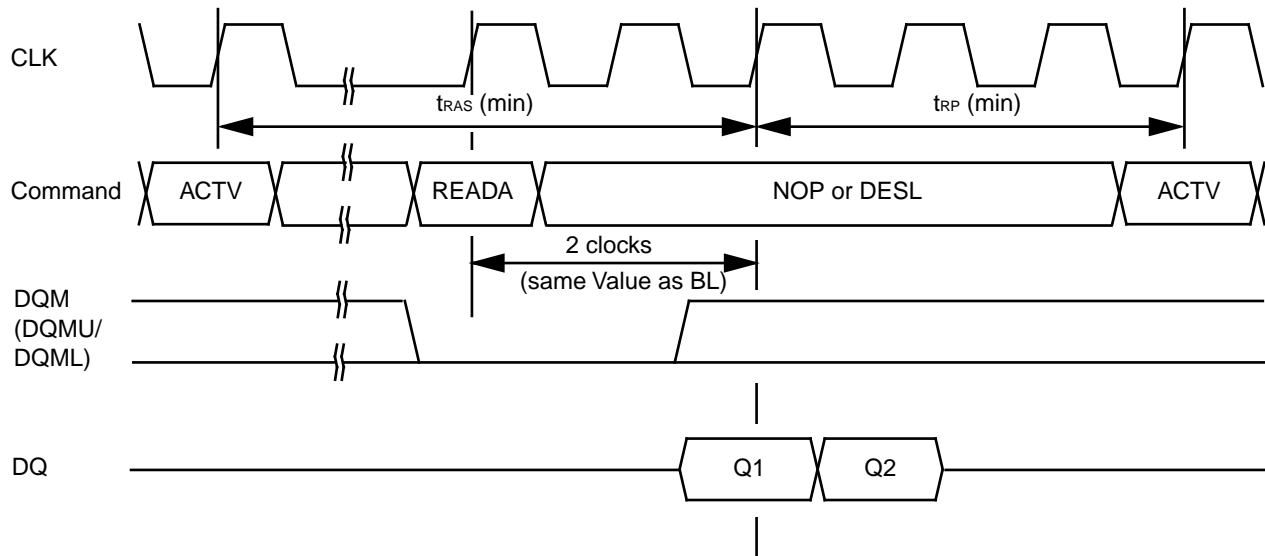 CLK
tRAS (min)
tRP (min)
Command
ACTV
READA
NOP or DESL
ACTV
2 clocks
(same Value as BL)
DQM
(DQMU/
DQML)
DQ
Q1
Q2